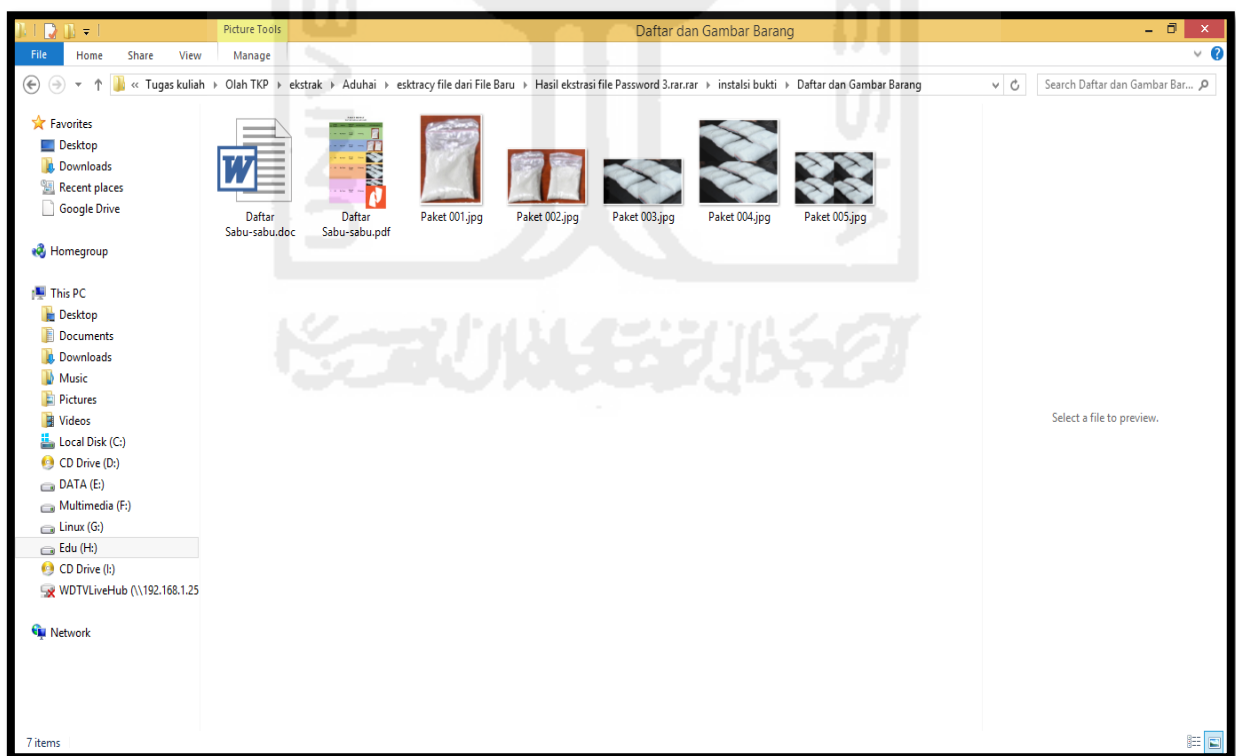 Picture Tools
Daftar dan Gambar Barang
File Home Share View Manage
« Tugas kuliah Olah TKP ekstrak Aduhai esktracy file dari File Baru Hasil ekstrasi file Password 3.rar.rar instalsi bukti Daftar dan Gambar Barang
Search Daftar dan Gambar Bar...
Favorites
Desktop
Downloads
Recent places
Google Drive
Homegroup
This PC
Desktop
Documents
Downloads
Music
Pictures
Videos
Local Disk (C:)
CD Drive (D:)
DATA (E:)
Multimedia (F:)
Linux (G:)
Edu (H:)
CD Drive (I:)
WDTVLiveHub (\\192.168.1.25
Network
Daftar
Sabu-sabu.doc
Daftar
Sabu-sabu.pdf
Paket 001.jpg
Paket 002.jpg
Paket 003.jpg
Paket 004.jpg
Paket 005.jpg
Select a file to preview.
7 items